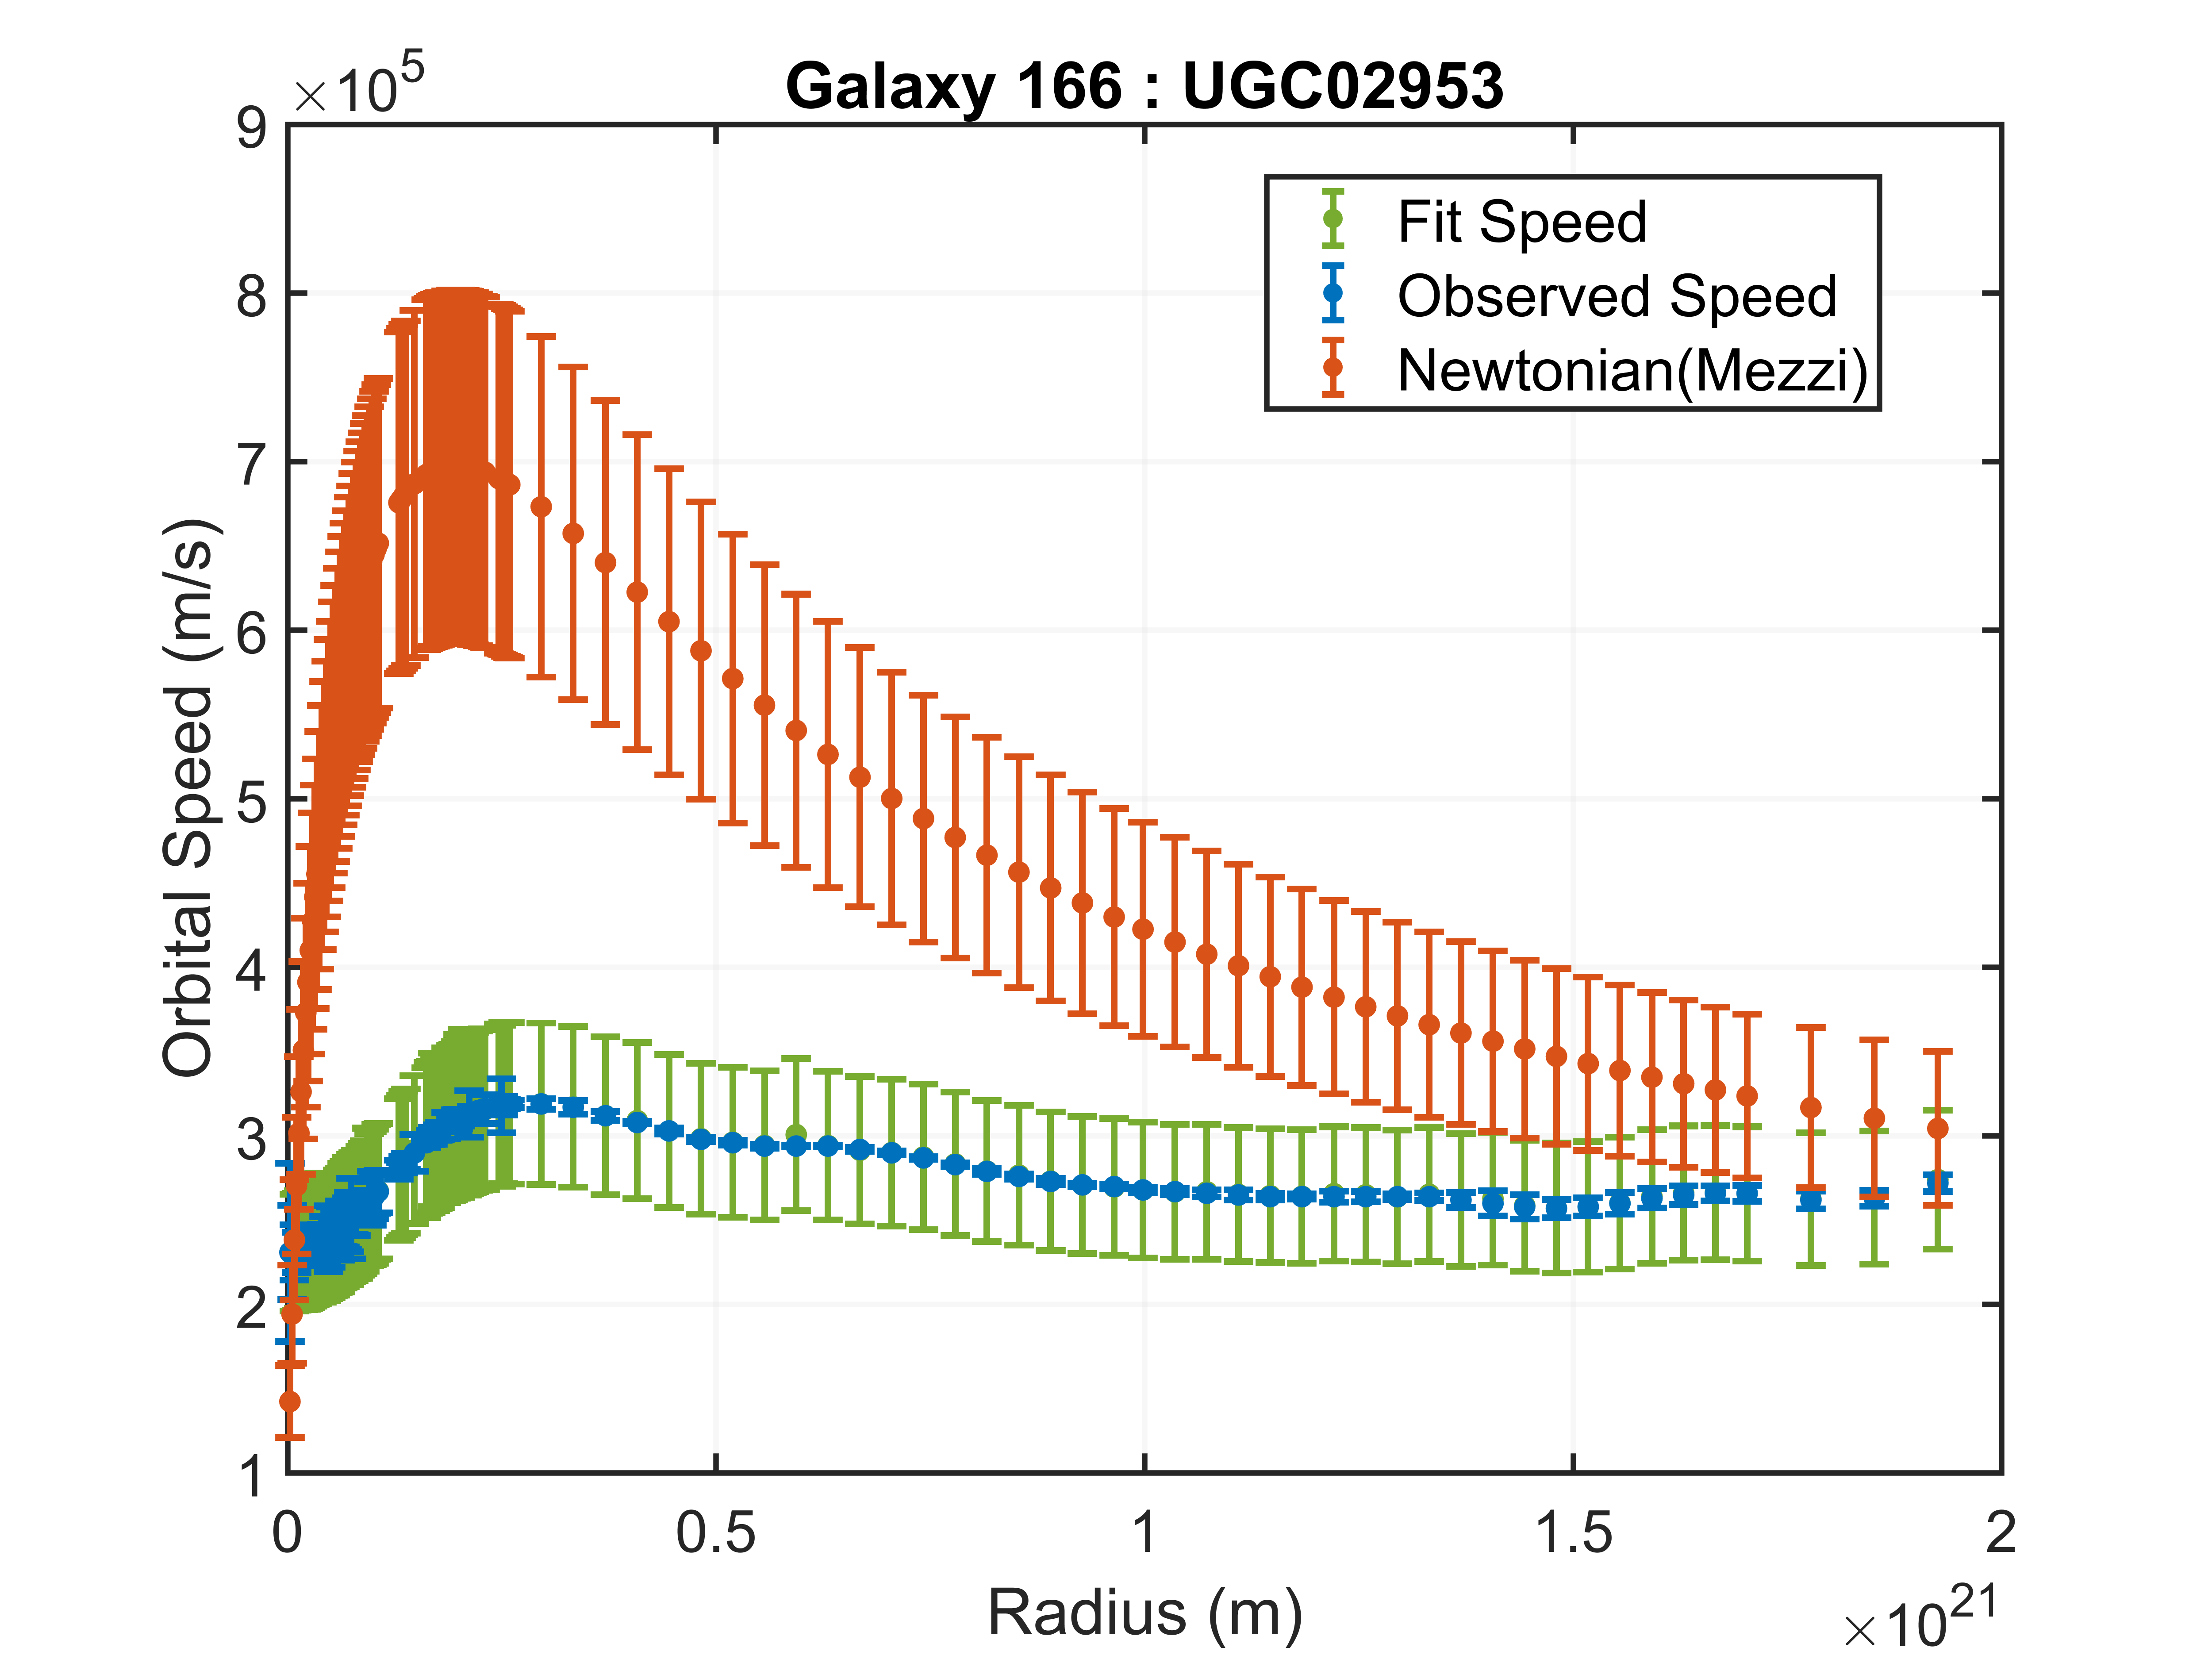 ×10^5
Galaxy 166 : UGC02953
9
8
7
6
5
4
3
2
1
Orbital Speed (m/s)
Fit Speed
Observed Speed
Newtonian(Mezzi)
0 0.5 1 1.5 2
Radius (m)
×10^21